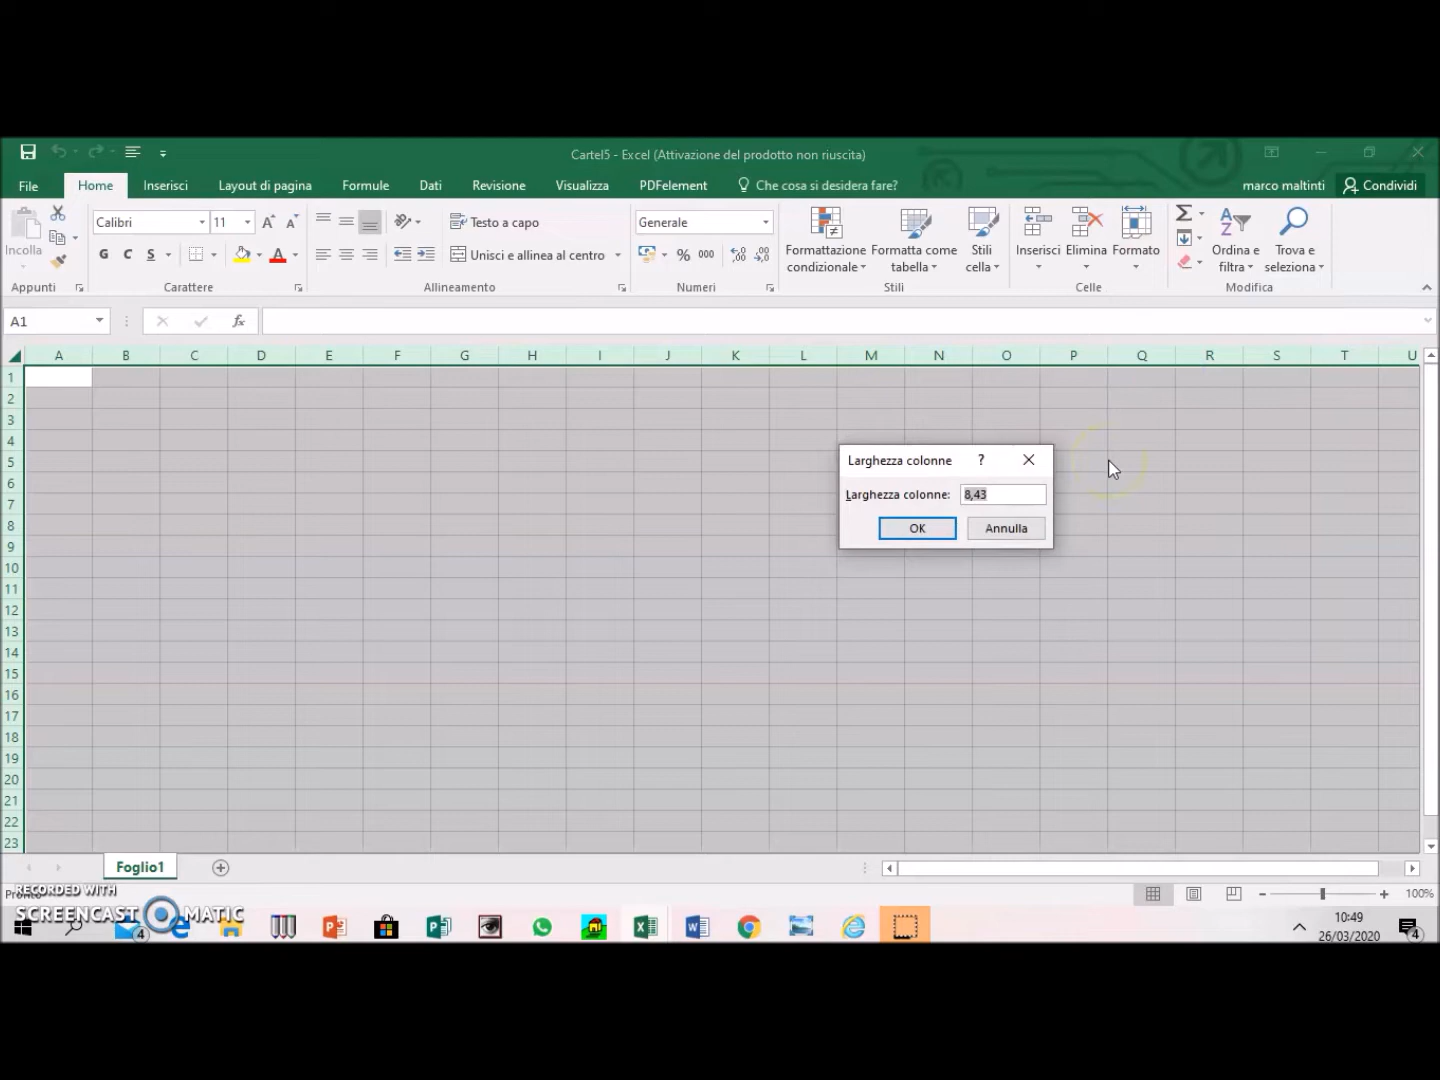 Cartel5 - Excel (Attivazione del prodotto non riuscita)
File Home Inserisci Layout di pagina Formule Dati Revisione Visualizza PDFelement Che cosa si desidera fare? marco maltinti Condividi
Incolla
Calibri 11
G C S
Testo a capo
Unisci e allinea al centro
Generale
% 000
Formattazione condizionale
Formatta come tabella
Stili cella
Inserisci Elimina Formato
Ordina e filtra
Trova e seleziona
Appunti Carattere Allineamento Numeri Stili Celle Modifica
A1 fx
A B C D E F G H I J K L M N O P Q R S T U
1
2
3
4
5
6
7
8
9
10
11
12
13
14
15
16
17
18
19
20
21
22
23
Larghezza colonne ?
Larghezza colonne: 8,43
OK Annulla
Foglio1
100%
RECORDED WITH
SCREENCAST MATIC
4
10:49
26/03/2020
4